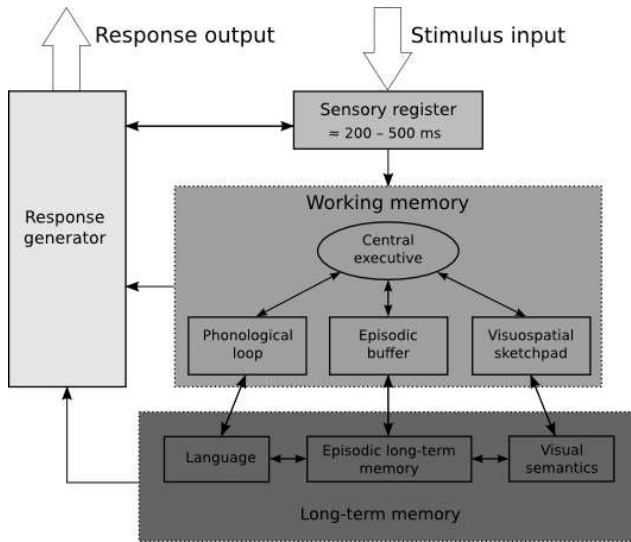 Response output
Stimulus input
Sensory register
≈ 200 – 500 ms
Response
generator
Working memory
Central
executive
Phonological
loop
Episodic
buffer
Visuospatial
sketchpad
Language
Episodic long-term
memory
Visual
semantics
Long-term memory